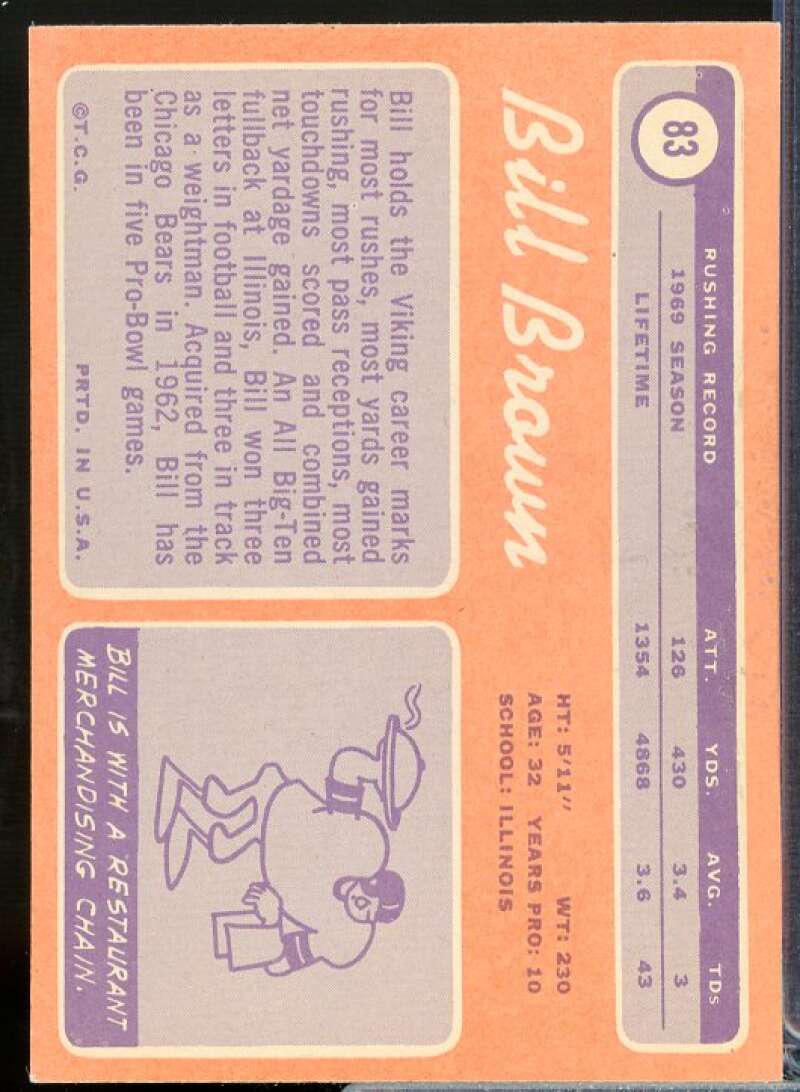 83
RUSHING RECORD ATT. YDS. AVG. TDs
1969 SEASON 126 430 3.4 3
LIFETIME 1354 4868 3.6 43
Bill Brown
HT: 5'11" WT: 230
AGE: 32 YEARS PRO: 10
SCHOOL: ILLINOIS
Bill holds the Viking career marks
for most rushes, most yards gained
rushing, most pass receptions, most
touchdowns scored and combined
net yardage gained. An All Big-Ten
fullback at Illinois, Bill won three
letters in football and three in track
as a weightman. Acquired from the
Chicago Bears in 1962, Bill has
been in five Pro-Bowl games.
©T.C.G. PRTD. IN U.S.A.
BILL IS WITH A RESTAURANT
MERCHANDISING CHAIN.